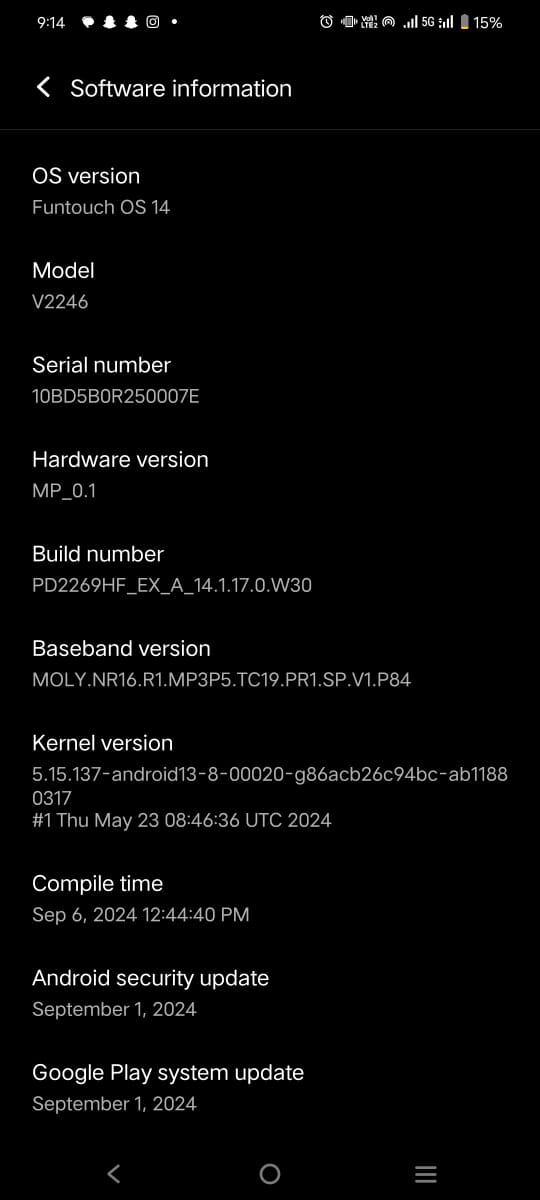 9:14
Vo)) 1
LTE2
5G
15%
Software information
OS version
Funtouch OS 14
Model
V2246
Serial number
10BD5B0R250007E
Hardware version
MP_0.1
Build number
PD2269HF_EX_A_14.1.17.0.W30
Baseband version
MOLY.NR16.R1.MP3P5.TC19.PR1.SP.V1.P84
Kernel version
5.15.137-android13-8-00020-g86acb26c94bc-ab1188
0317
#1 Thu May 23 08:46:36 UTC 2024
Compile time
Sep 6, 2024 12:44:40 PM
Android security update
September 1, 2024
Google Play system update
September 1, 2024